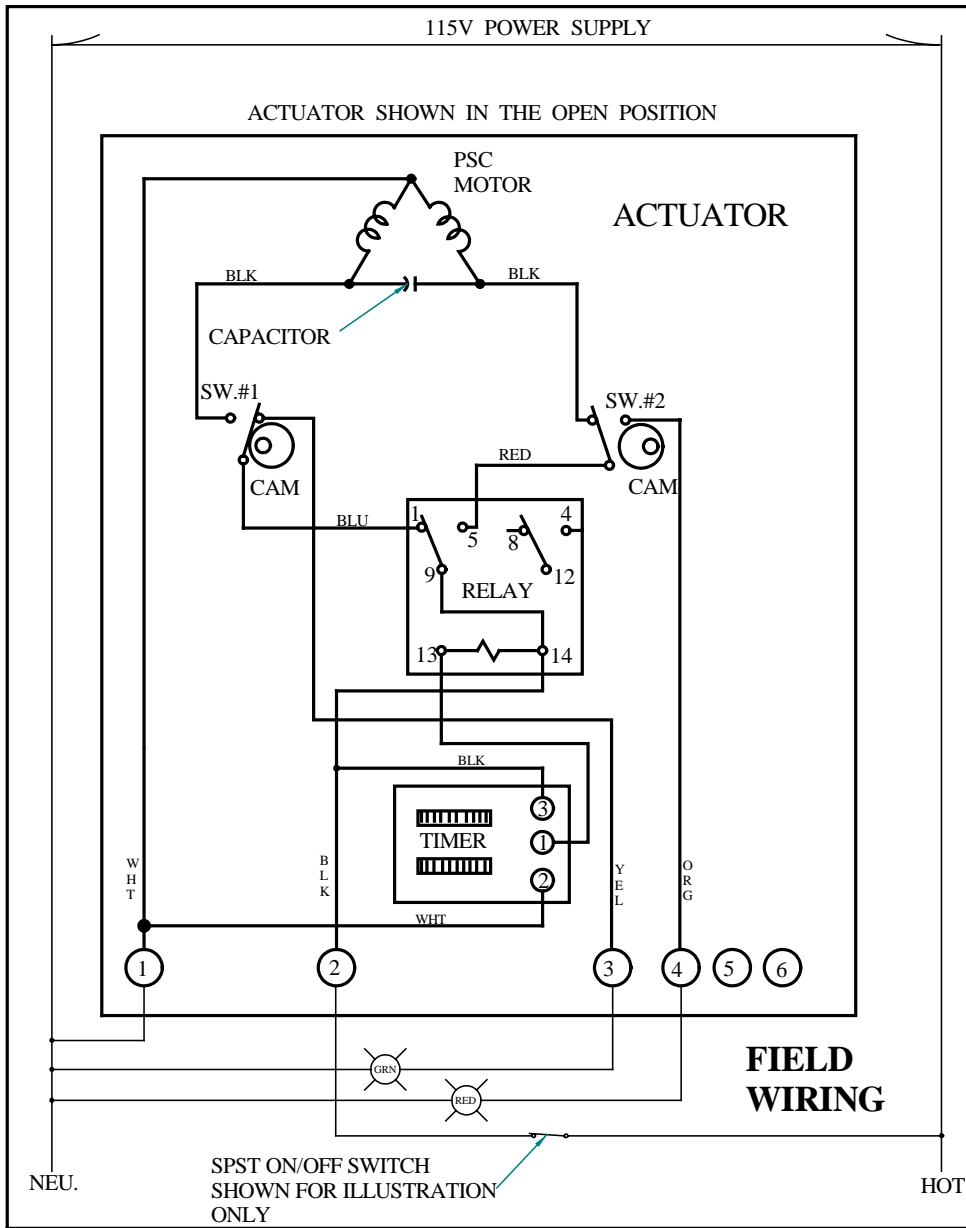 115V POWER SUPPLY
ACTUATOR SHOWN IN THE OPEN POSITION
PSC
MOTOR
ACTUATOR
BLK
BLK
CAPACITOR
SW.#1
SW.#2
RED
CAM
CAM
BLU
1
5
8
4
9
12
RELAY
13
14
BLK
3
TIMER
1
2
WHT
BLK
YEL
ORG
WHT
1
2
3
4
5
6
GRN
RED
FIELD
WIRING
SPST ON/OFF SWITCH
SHOWN FOR ILLUSTRATION
ONLY
NEU.
HOT